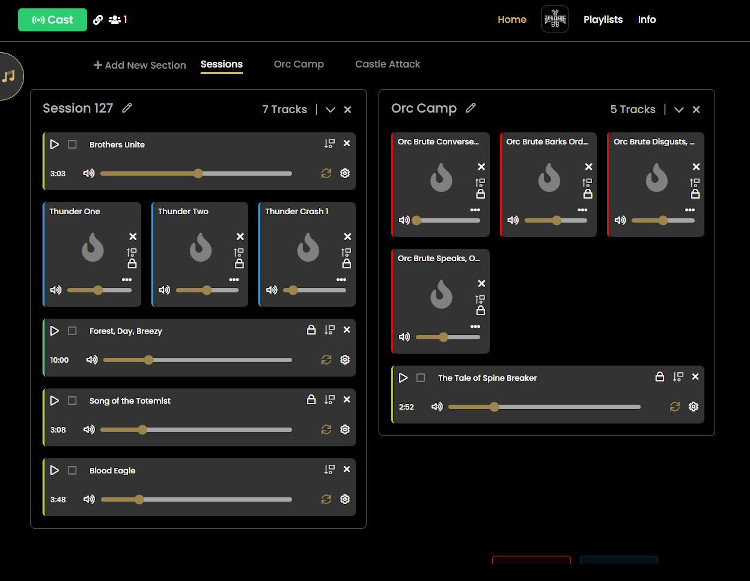 Cast
1
Home
Playlists
Info
Add New Section
Sessions
Orc Camp
Castle Attack
Session 127
7 Tracks
Brothers Unite
3:03
Thunder One
Thunder Two
Thunder Crash 1
Forest, Day, Breezy
10:00
Song of the Totemist
3:08
Blood Eagle
3:48
Orc Camp
5 Tracks
Orc Brute Converse...
Orc Brute Barks Ord...
Orc Brute Disgusts, ...
Orc Brute Speaks, O...
The Tale of Spine Breaker
2:52